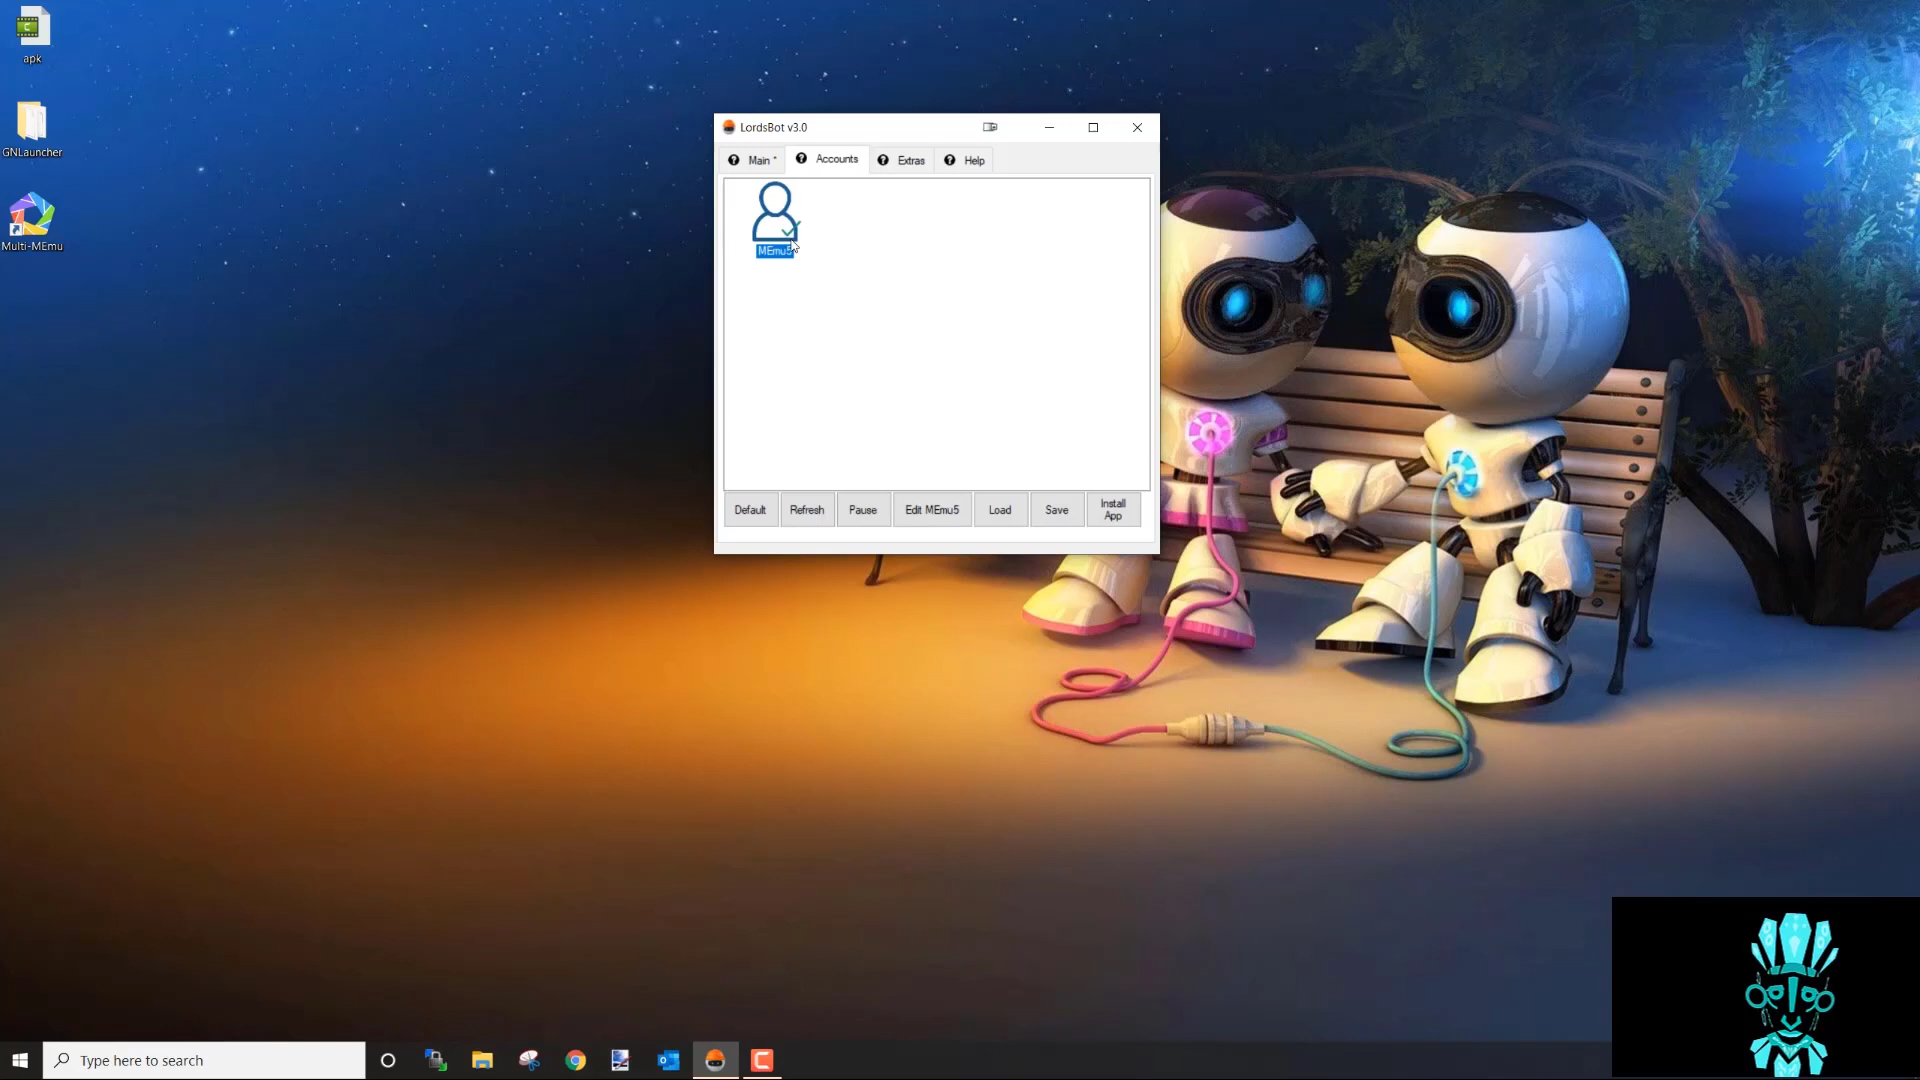 apk
GNLauncher
Multi-MEmu
LordsBot v3.0
Main *
Accounts
Extras
Help
MEmu5
Default
Refresh
Pause
Edit MEmu5
Load
Save
Install
App
Type here to search